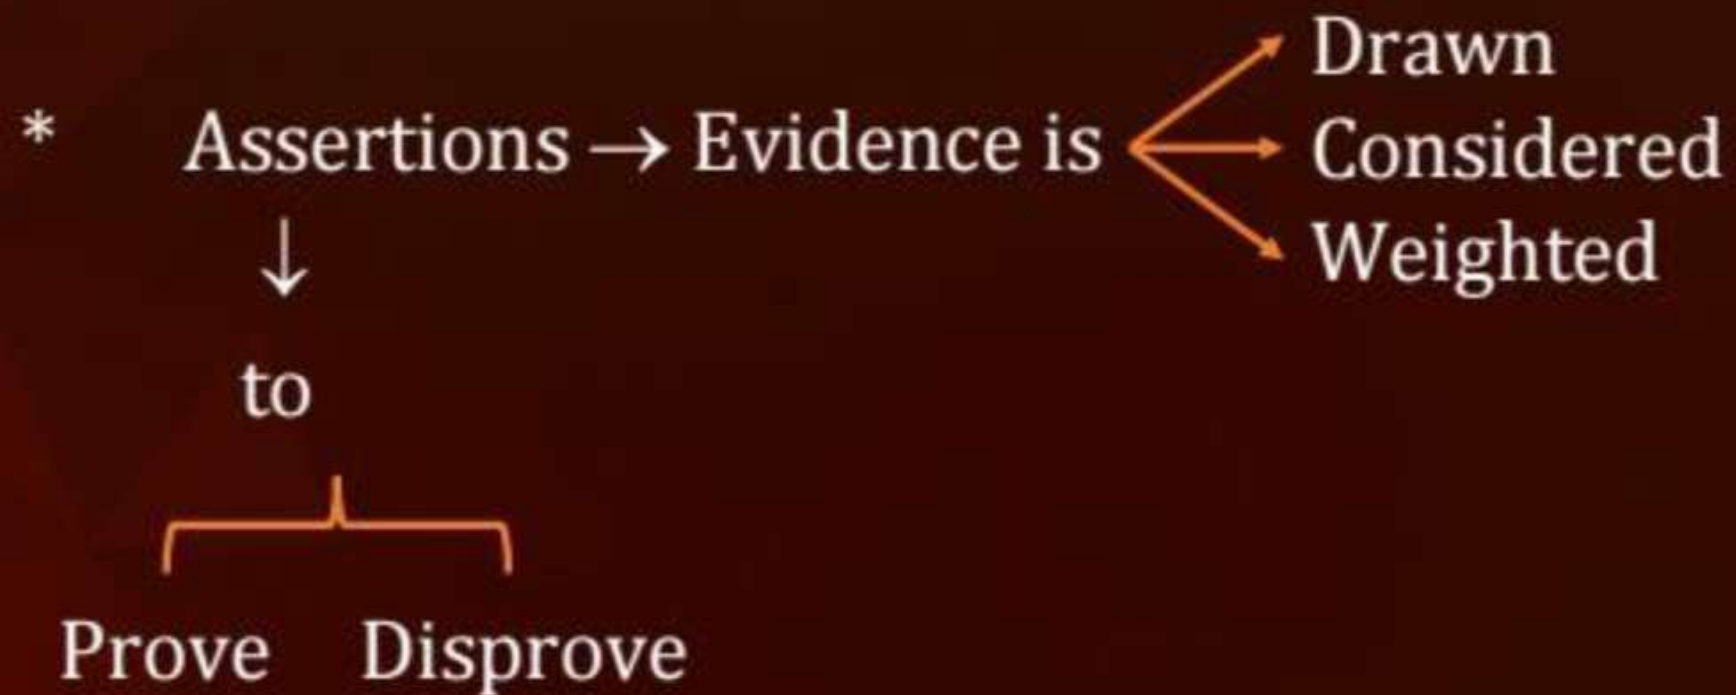 Drawn
* Assertions → Evidence is Considered
Weighted
↓
to
Prove Disprove